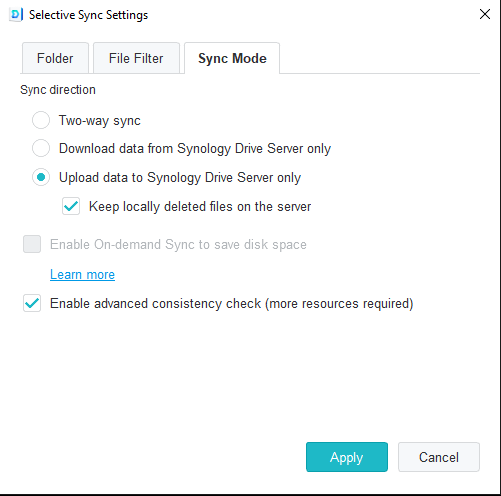 Selective Sync Settings
Folder
File Filter
Sync Mode
Sync direction
Two-way sync
Download data from Synology Drive Server only
Upload data to Synology Drive Server only
Keep locally deleted files on the server
Enable On-demand Sync to save disk space
Learn more
Enable advanced consistency check (more resources required)
Apply
Cancel